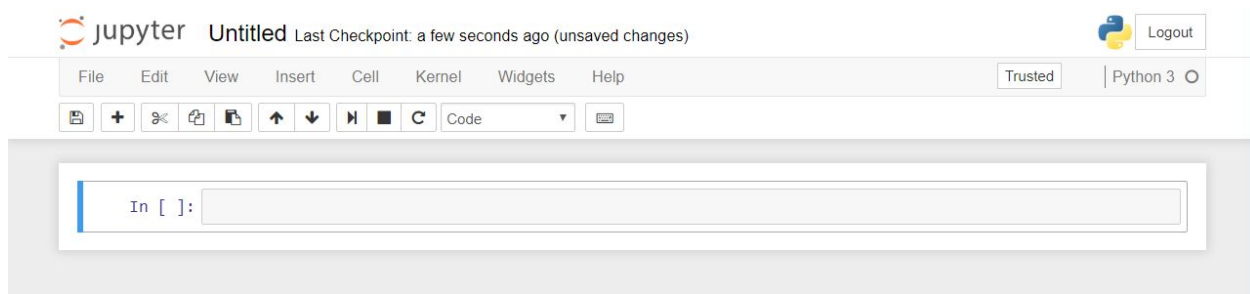 jupyter Untitled Last Checkpoint: a few seconds ago (unsaved changes) Logout
File Edit View Insert Cell Kernel Widgets Help Trusted Python 3
Code
In [ ]: